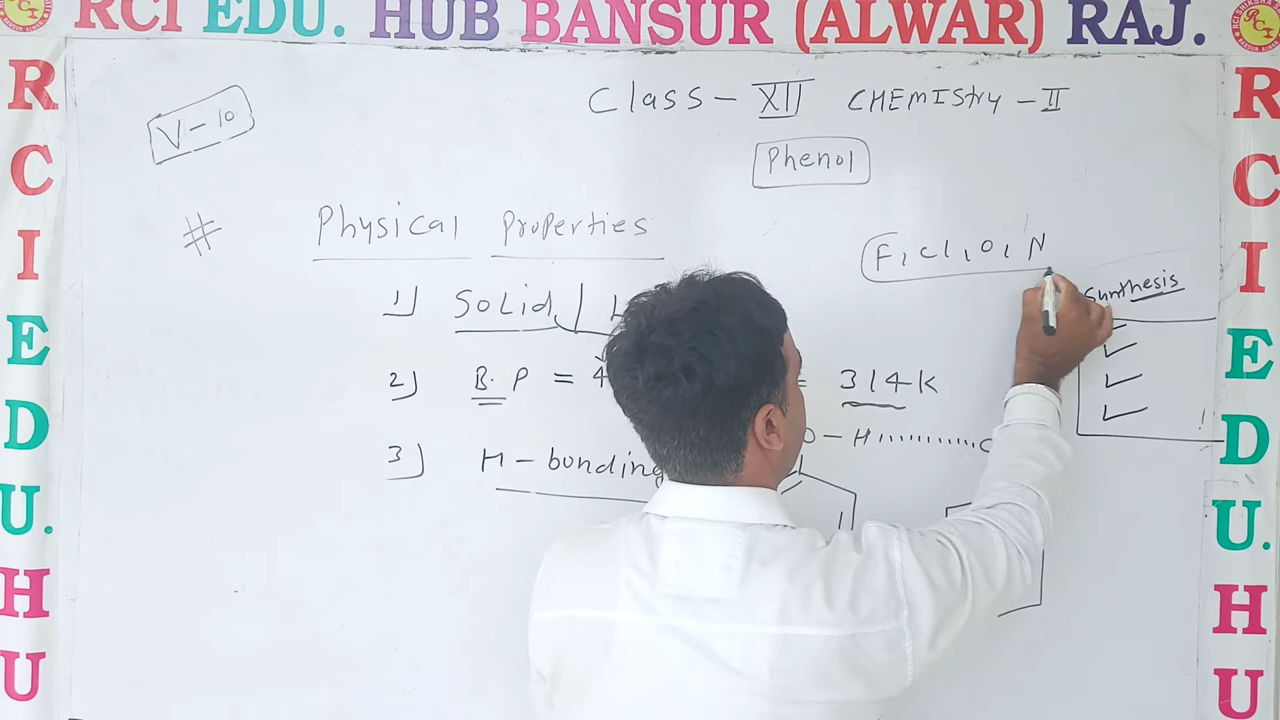 RCI EDU. HUB BANSUR (ALWAR) RAJ.
R C I E D U. H U
V-10
Class - XII CHEMIStry - II
Phenol
# Physical Properties
F, Cl, O, N
Synthesis
1) Solid / L
2) B. P = 4 = 314 K
3) H - bonding
O - H
R C I E D U. H U